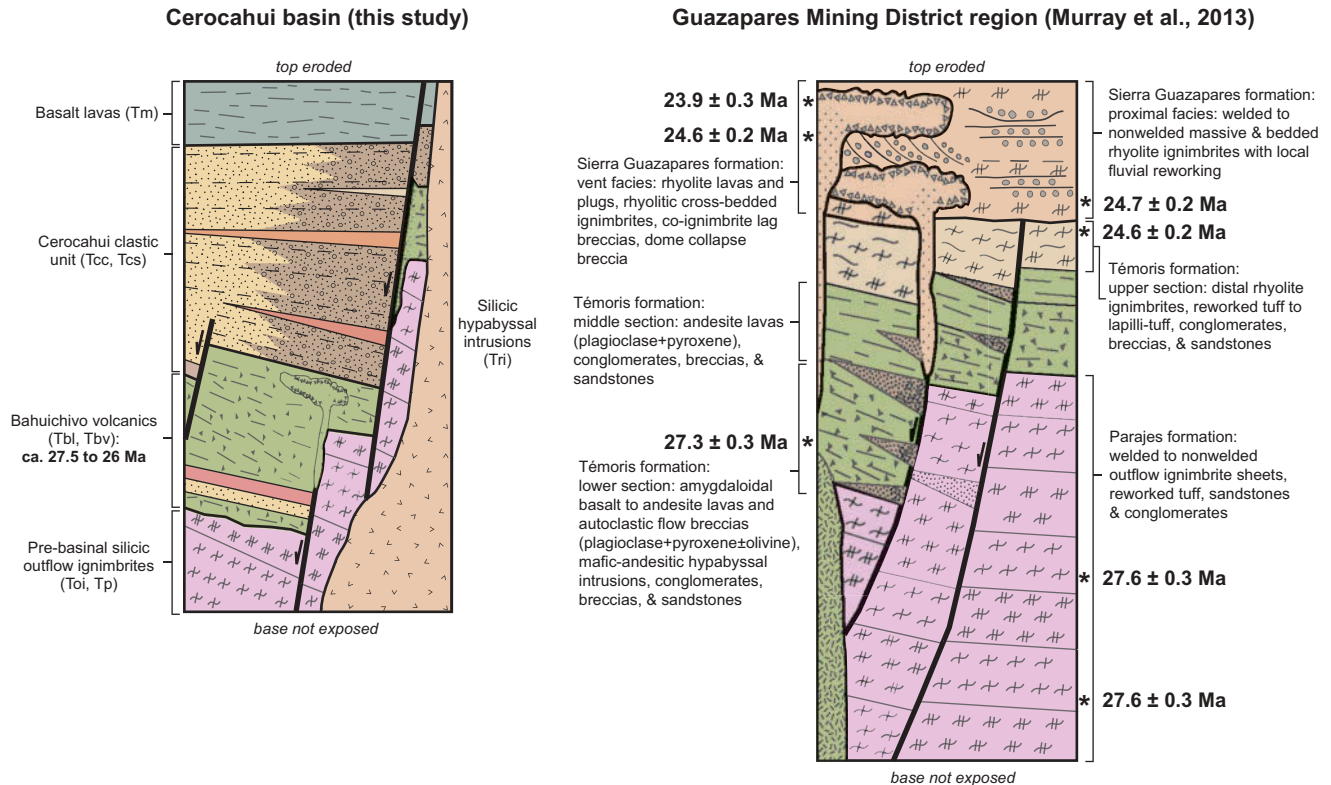 Cerocahui basin (this study)
top eroded
Basalt lavas (Tm)
Cerocahui clastic
unit (Tcc, Tcs)
Bahuichivo volcanics
(Tbl, Tbv):
ca. 27.5 to 26 Ma
Pre-basinal silicic
outflow ignimbrites
(Toi, Tp)
Silicic
hypabyssal
intrusions
(Tri)
base not exposed
Guazapares Mining District region (Murray et al., 2013)
top eroded
23.9 ± 0.3 Ma *
24.6 ± 0.2 Ma *
Sierra Guazapares formation:
vent facies: rhyolite lavas and
plugs, rhyolitic cross-bedded
ignimbrites, co-ignimbrite lag
breccias, dome collapse
breccia
Témoris formation:
middle section: andesite lavas
(plagioclase+pyroxene),
conglomerates, breccias, &
sandstones
27.3 ± 0.3 Ma *
Témoris formation:
lower section: amygdaloidal
basalt to andesite lavas and
autoclastic flow breccias
(plagioclase+pyroxene±olivine),
mafic-andesitic hypabyssal
intrusions, conglomerates,
breccias, & sandstones
Sierra Guazapares formation:
proximal facies: welded to
nonwelded massive & bedded
rhyolite ignimbrites with local
fluvial reworking
* 24.7 ± 0.2 Ma
* 24.6 ± 0.2 Ma
Témoris formation:
upper section: distal rhyolite
ignimbrites, reworked tuff to
lapilli-tuff, conglomerates,
breccias, & sandstones
Parajes formation:
welded to nonwelded
outflow ignimbrite sheets,
reworked tuff, sandstones
& conglomerates
* 27.6 ± 0.3 Ma
* 27.6 ± 0.3 Ma
base not exposed